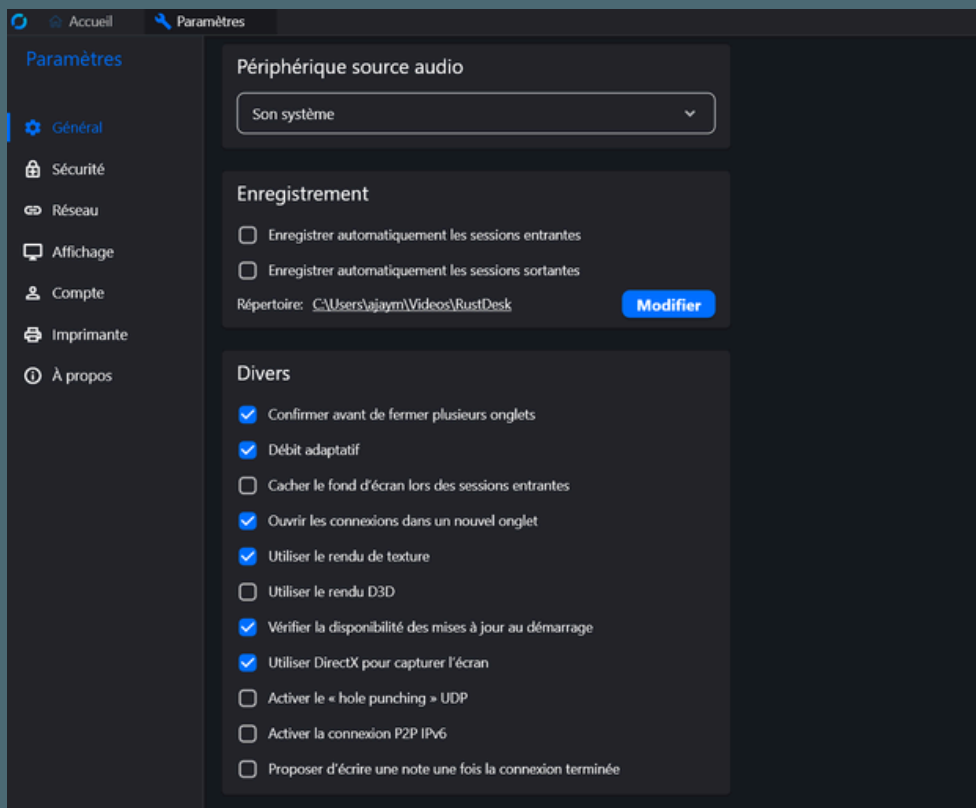 Accueil
Paramètres
Paramètres
Général
Sécurité
Réseau
Affichage
Compte
Imprimante
À propos
Périphérique source audio
Son système
Enregistrement
Enregistrer automatiquement les sessions entrantes
Enregistrer automatiquement les sessions sortantes
Répertoire: C:\Users\ajaym\Videos\RustDesk
Modifier
Divers
Confirmer avant de fermer plusieurs onglets
Débit adaptatif
Cacher le fond d'écran lors des sessions entrantes
Ouvrir les connexions dans un nouvel onglet
Utiliser le rendu de texture
Utiliser le rendu D3D
Vérifier la disponibilité des mises à jour au démarrage
Utiliser DirectX pour capturer l'écran
Activer le « hole punching » UDP
Activer la connexion P2P IPv6
Proposer d'écrire une note une fois la connexion terminée